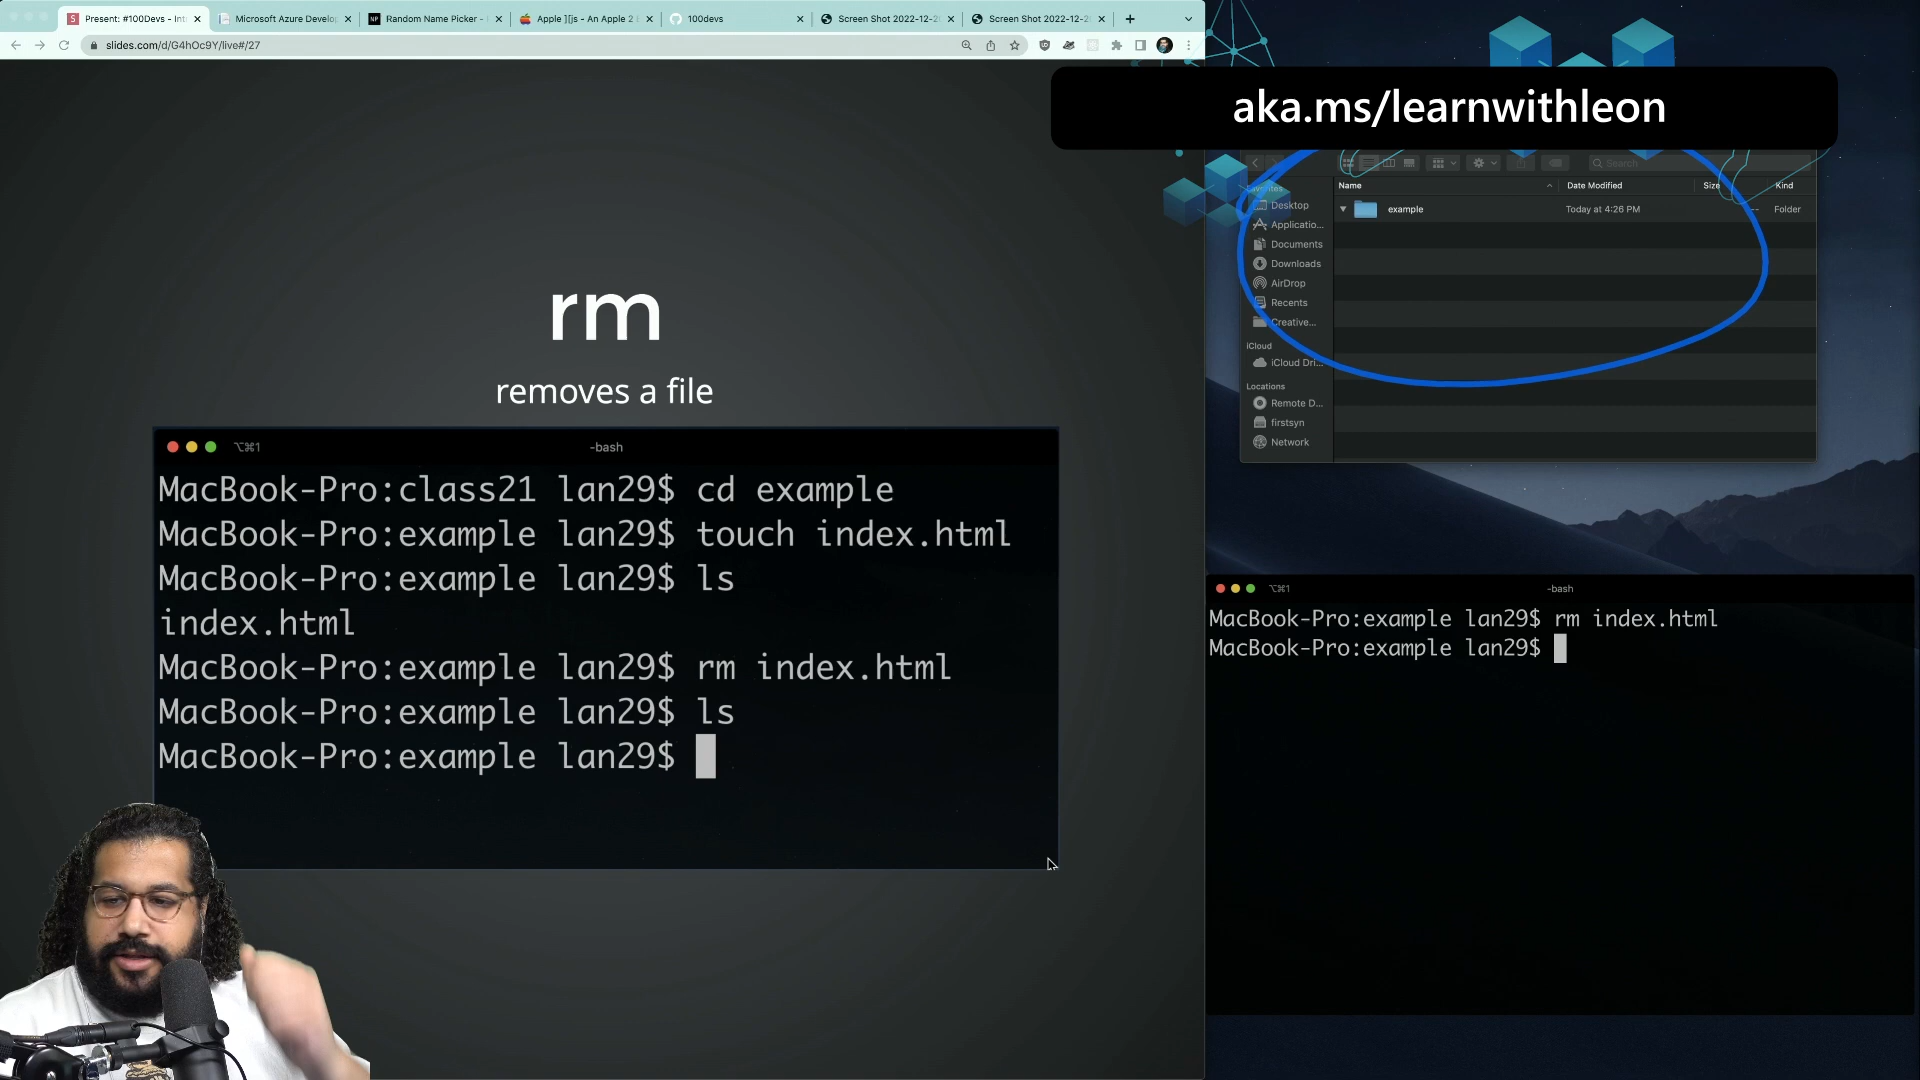 Present: #100Devs - Int
Microsoft Azure Develo
Random Name Picker -
Apple ][js - An Apple 2 E
100devs
Screen Shot 2022-12-2
Screen Shot 2022-12-2
slides.com/d/G4hOc9Y/live#/27
aka.ms/learnwithleon
Search
Favorites
Name
Date Modified
Size
Kind
Desktop
example
Today at 4:26 PM
--
Folder
Applicatio...
Documents
Downloads
AirDrop
Recents
Creative...
iCloud
iCloud Dri...
Locations
Remote D...
firstsyn
Network
rm
removes a file
⌥⌘1
-bash
MacBook-Pro:class21 lan29$ cd example
MacBook-Pro:example lan29$ touch index.html
MacBook-Pro:example lan29$ ls
index.html
MacBook-Pro:example lan29$ rm index.html
MacBook-Pro:example lan29$ ls
MacBook-Pro:example lan29$
⌥⌘1
-bash
MacBook-Pro:example lan29$ rm index.html
MacBook-Pro:example lan29$